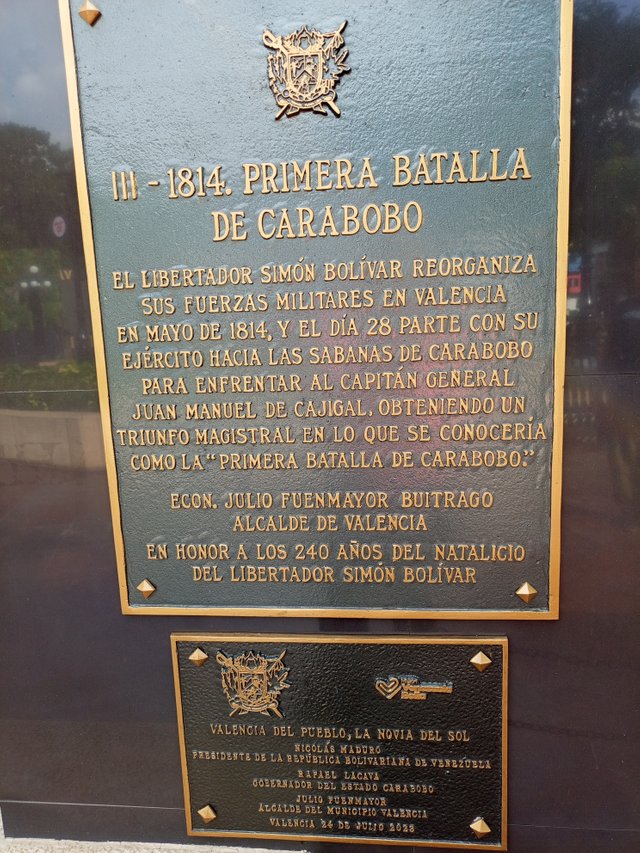 III - 1814. PRIMERA BATALLA
DE CARABOBO
EL LIBERTADOR SIMÓN BOLÍVAR REORGANIZA
SUS FUERZAS MILITARES EN VALENCIA
EN MAYO DE 1814, Y EL DÍA 28 PARTE CON SU
EJÉRCITO HACIA LAS SABANAS DE CARABOBO
PARA ENFRENTAR AL CAPITÁN GENERAL
JUAN MANUEL DE CAJIGAL, OBTENIENDO UN
TRIUNFO MAGISTRAL EN LO QUE SE CONOCERÍA
COMO LA "PRIMERA BATALLA DE CARABOBO."
ECON. JULIO FUENMAYOR BUITRAGO
ALCALDE DE VALENCIA
EN HONOR A LOS 240 AÑOS DEL NATALICIO
DEL LIBERTADOR SIMÓN BOLÍVAR
VALENCIA DEL PUEBLO, LA NOVIA DEL SOL
NICOLÁS MADURO
PRESIDENTE DE LA REPÚBLICA BOLIVARIANA DE VENEZUELA
RAFAEL LACAVA
GOBERNADOR DEL ESTADO CARABOBO
JULIO FUENMAYOR
ALCALDE DEL MUNICIPIO VALENCIA
VALENCIA 24 DE JULIO 2023